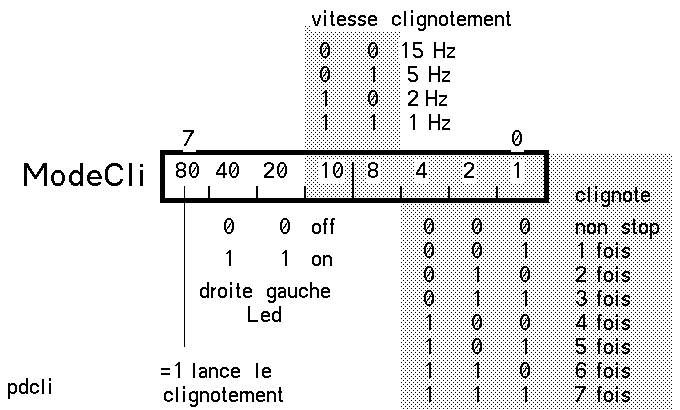 vitesse clignotement
0 0 15 Hz
0 1 5 Hz
1 0 2 Hz
1 1 1 Hz
7 0
ModeCli 80 40 20 10 8 4 2 1
clignote
0 0 off 0 0 0 non stop
0 0 1 1 fois
1 1 on 0 1 0 2 fois
droite gauche 0 1 1 3 fois
Led 1 0 0 4 fois
1 0 1 5 fois
=1 lance le 1 1 0 6 fois
pdcli clignotement 1 1 1 7 fois